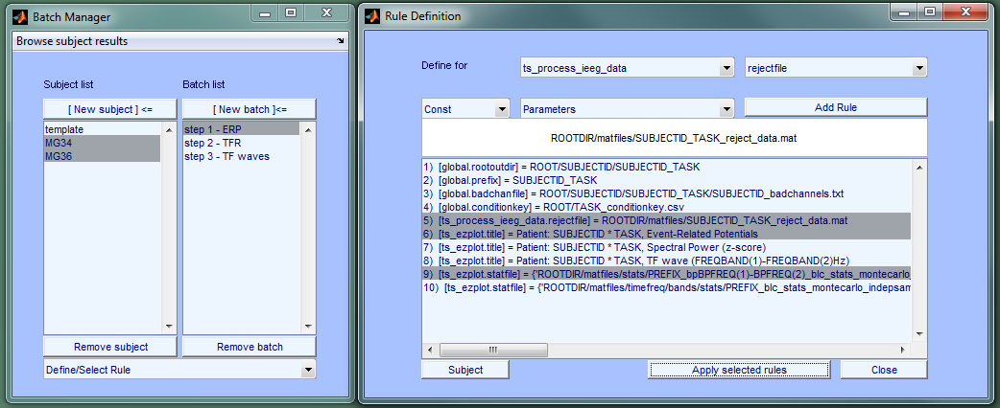 Batch Manager
Browse subject results
Subject list
Batch list
[ New subject ] <=
[ New batch ]<=
template
MG34
MG36
step 1 - ERP
step 2 - TFR
step 3 - TF waves
Remove subject
Remove batch
Define/Select Rule
Rule Definition
Define for
ts_process_ieeg_data
rejectfile
Const
Parameters
Add Rule
ROOTDIR/matfiles/SUBJECTID_TASK_reject_data.mat
1) [global.rootoutdir] = ROOT/SUBJECTID/SUBJECTID_TASK
2) [global.prefix] = SUBJECTID_TASK
3) [global.badchanfile] = ROOT/SUBJECTID/SUBJECTID_TASK/SUBJECTID_badchannels.txt
4) [global.conditionkey] = ROOT/TASK_conditionkey.csv
5) [ts_process_ieeg_data.rejectfile] = ROOTDIR/matfiles/SUBJECTID_TASK_reject_data.mat
6) [ts_ezplot.title] = Patient: SUBJECTID * TASK, Event-Related Potentials
7) [ts_ezplot.title] = Patient: SUBJECTID * TASK, Spectral Power (z-score)
8) [ts_ezplot.title] = Patient: SUBJECTID * TASK, TF wave (FREQBAND(1)-FREQBAND(2)Hz)
9) [ts_ezplot.statfile] = {'ROOTDIR/matfiles/stats/PREFIX_bpBPFREQ(1)-BPFREQ(2)_blc_stats_montecarlo_
10) [ts_ezplot.statfile] = {'ROOTDIR/matfiles/timefreq/bands/stats/PREFIX_blc_stats_montecarlo_indepsam
Subject
Apply selected rules
Close